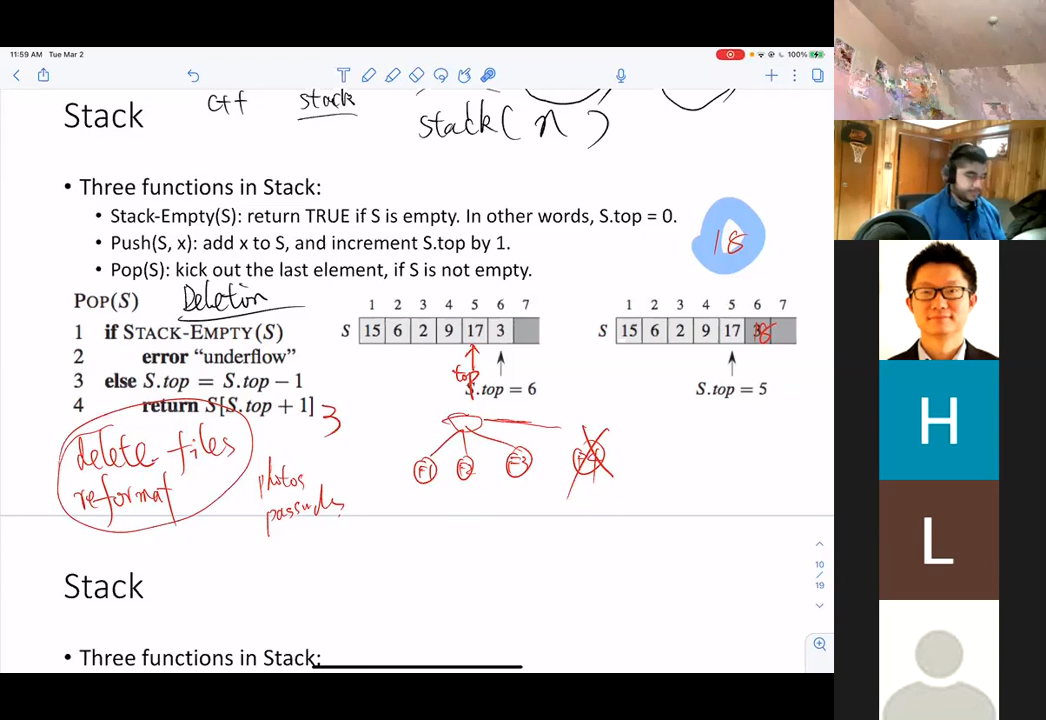 11:59 AM Tue Mar 2
100%
T
C++ stack
stack( n )
Stack
• Three functions in Stack:
• Stack-Empty(S): return TRUE if S is empty. In other words, S.top = 0.
• Push(S, x): add x to S, and increment S.top by 1.
• Pop(S): kick out the last element, if S is not empty.
18
POP(S) Deletion
1 if STACK-EMPTY(S)
2 error "underflow"
3 else S.top = S.top − 1
4 return S[S.top + 1] 3
1 2 3 4 5 6 7
S 15 6 2 9 17 3
top
S.top = 6
1 2 3 4 5 6 7
S 15 6 2 9 17 18
S.top = 5
delete files
reformat
photos
F1 F2 F3
10
/
19
Stack
• Three functions in Stack:
H
L